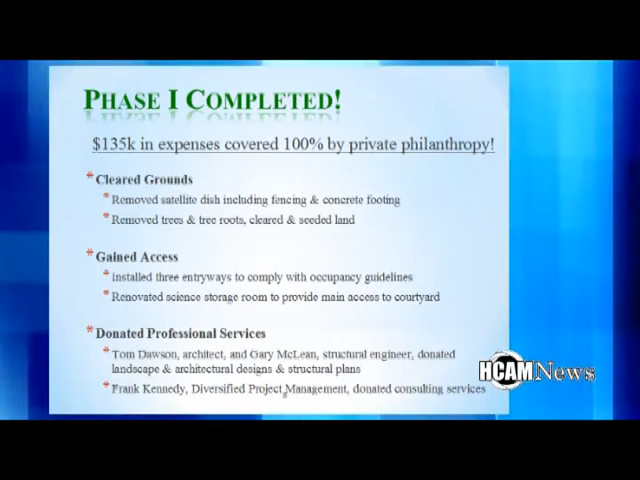 PHASE I COMPLETED!
$135k in expenses covered 100% by private philanthropy!
* Cleared Grounds
* Removed satellite dish including fencing & concrete footing
* Removed trees & tree roots, cleared & seeded land
* Gained Access
* Installed three entryways to comply with occupancy guidelines
* Renovated science storage room to provide main access to courtyard
* Donated Professional Services
* Tom Dawson, architect, and Gary McLean, structural engineer, donated
landscape & architectural designs & structural plans
* Frank Kennedy, Diversified Project Management, donated consulting services
HCAMNews